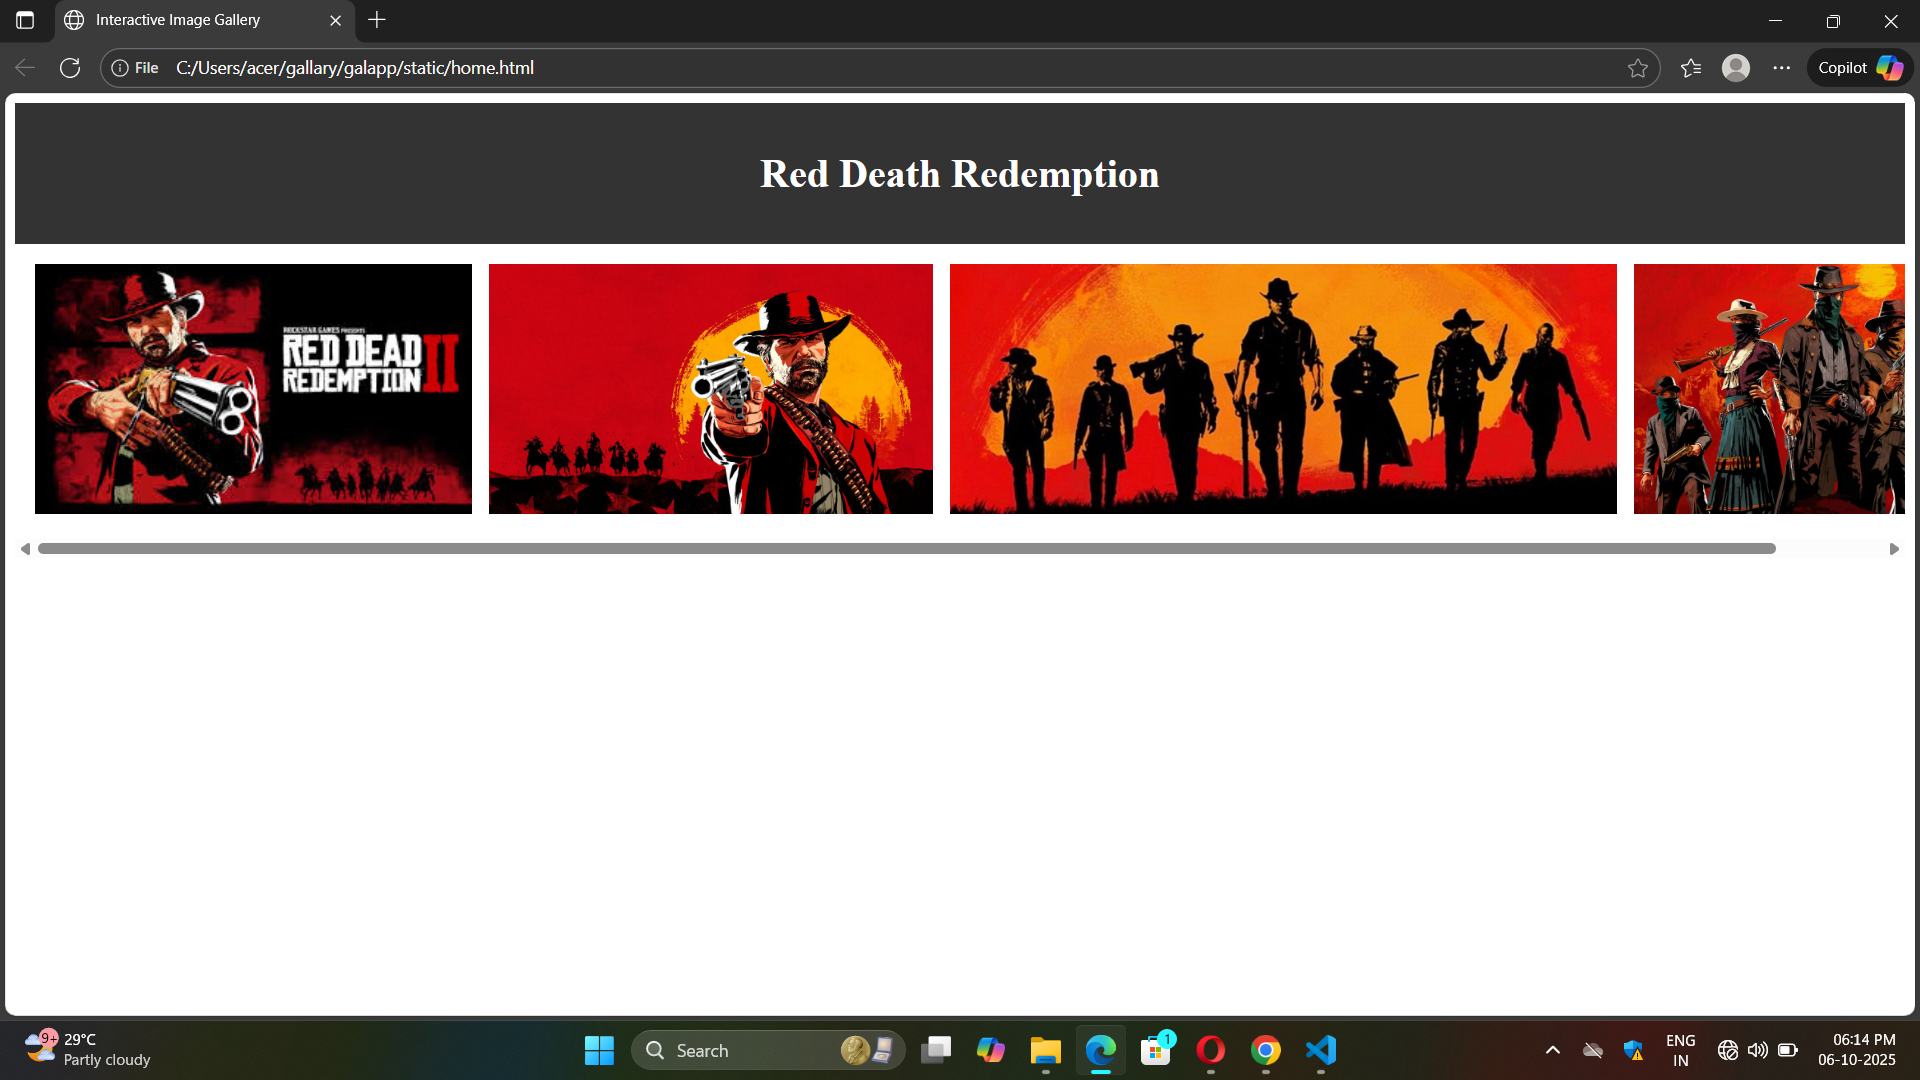 Interactive Image Gallery
File C:/Users/acer/gallary/galapp/static/home.html
Copilot
Red Death Redemption
ROCKSTAR GAMES PRESENTS
RED DEAD
REDEMPTION II
9+ 29°C
Partly cloudy
Search
1
ENG
IN
06:14 PM
06-10-2025